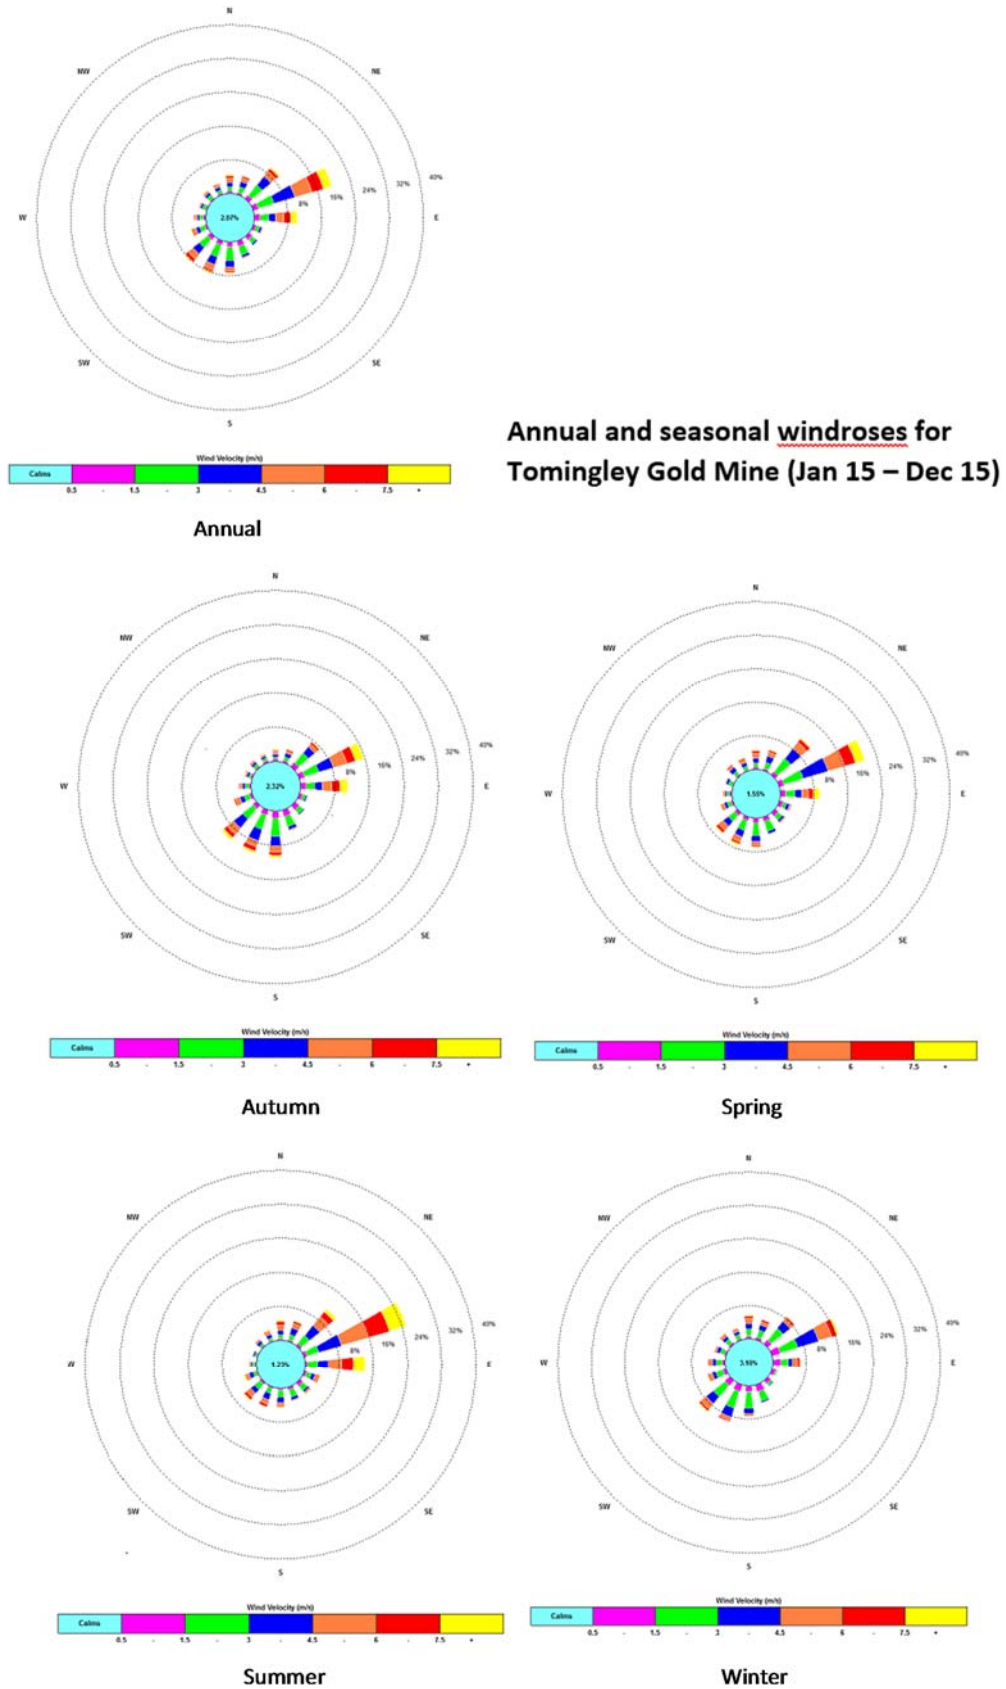 N
NW
NE
40%
32%
24%
16%
8%
W
2.07%
E
SW
SE
S
Annual and seasonal windroses for
Tomingley Gold Mine (Jan 15 – Dec 15)
Wind Velocity (m/s)
Calms
0.5 - 1.5 - 3 - 4.5 - 6 - 7.5 +
Annual
N
NW
NE
40%
32%
24%
16%
8%
W
2.32%
E
SW
SE
S
Wind Velocity (m/s)
Calms
0.5 - 1.5 - 3 - 4.5 - 6 - 7.5 +
Autumn
N
NW
NE
40%
32%
24%
16%
8%
W
1.55%
E
SW
SE
S
Wind Velocity (m/s)
Calms
0.5 - 1.5 - 3 - 4.5 - 6 - 7.5 +
Spring
N
NW
NE
40%
32%
24%
16%
8%
W
1.23%
E
SW
SE
S
Wind Velocity (m/s)
Calms
0.5 - 1.5 - 3 - 4.5 - 6 - 7.5 +
Summer
N
NW
NE
40%
32%
24%
16%
8%
W
E
SW
SE
S
Wind Velocity (m/s)
Calms
0.5 - 1.5 - 3 - 4.5 - 6 - 7.5 +
Winter